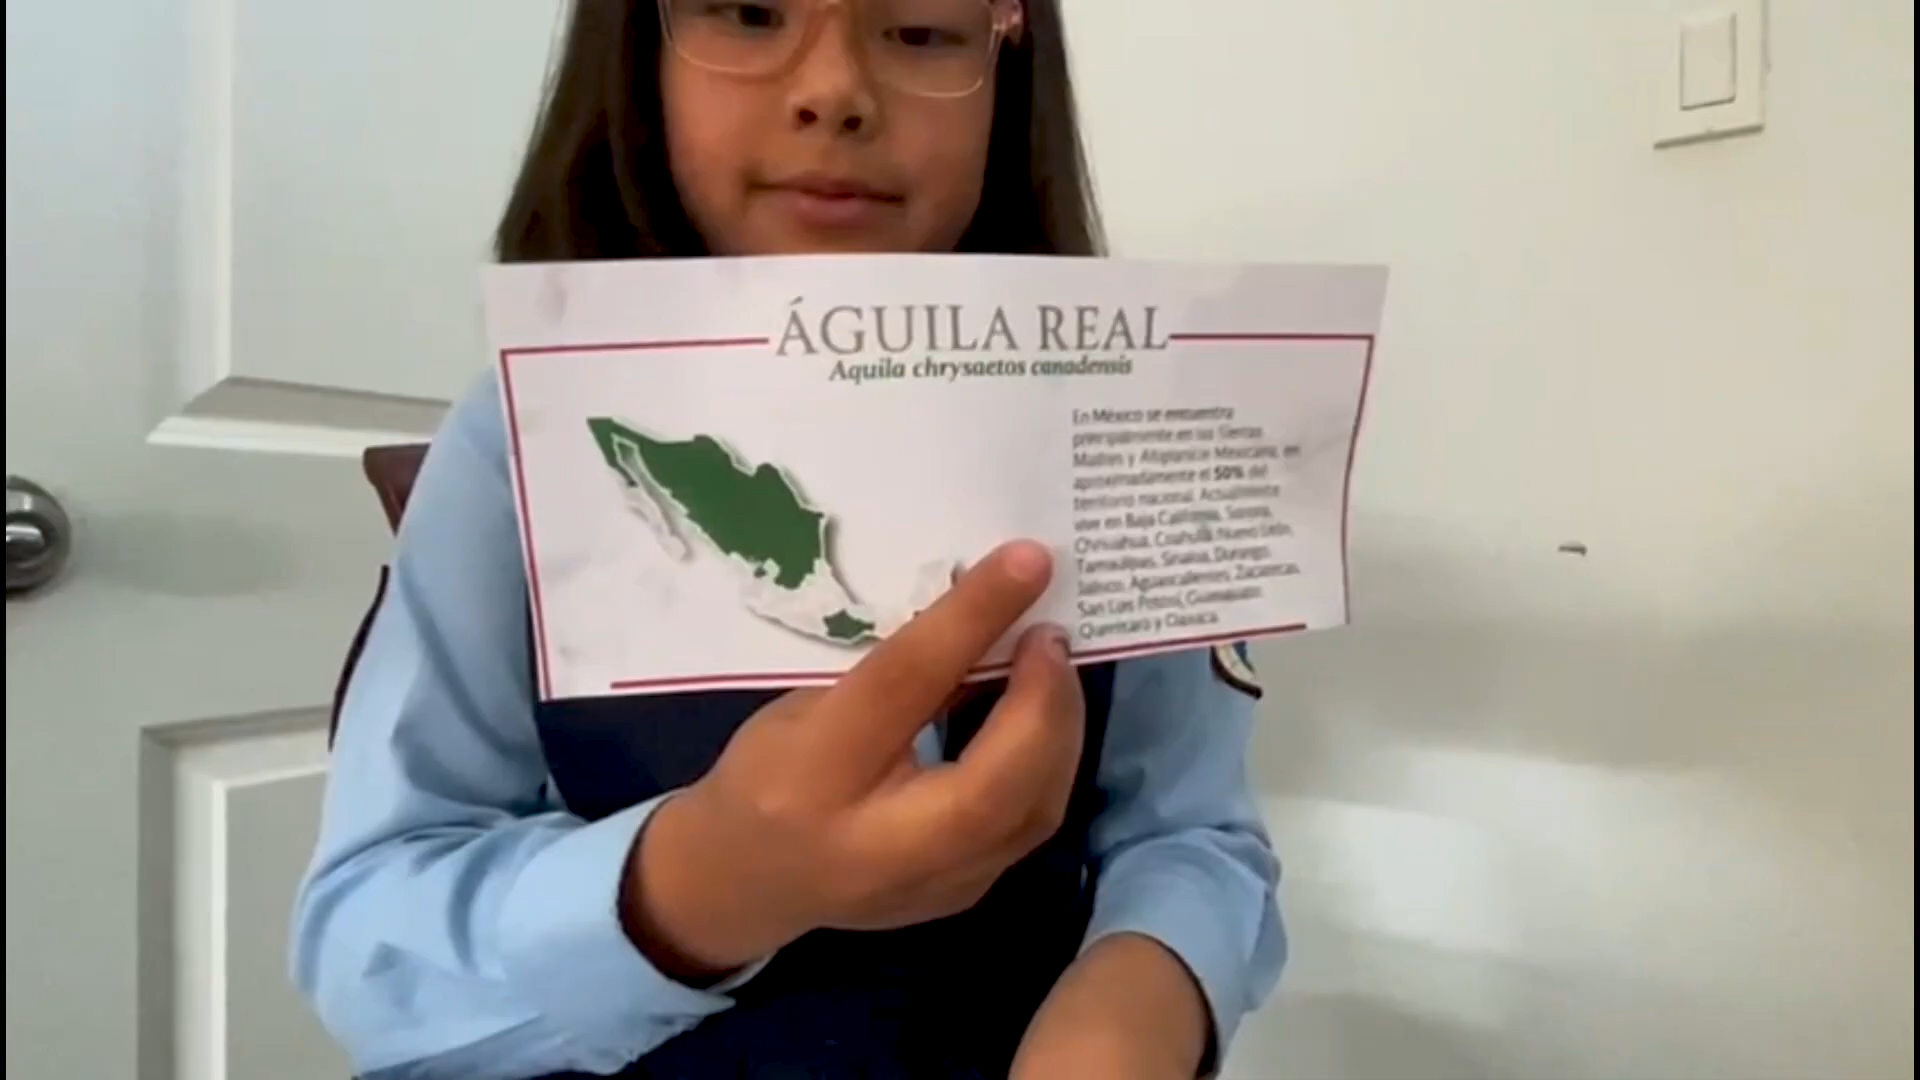 ÁGUILA REAL
Aquila chrysaetos canadensis
En México se encuentra
principalmente en las Sierras
Madres y Altiplanicie Mexicana, en
aproximadamente el 50% del
territorio nacional. Actualmente
vive en Baja California, Sonora,
Chihuahua, Coahuila, Nuevo León,
Tamaulipas, Sinaloa, Durango,
Jalisco, Aguascalientes, Zacatecas,
San Luis Potosí, Guanajuato,
Querétaro y Oaxaca.